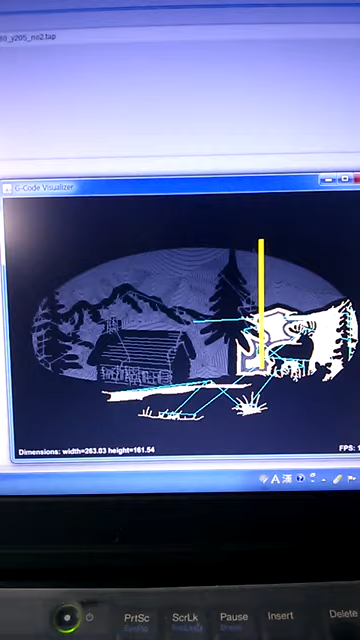 G-Code Visualizer
Dimensions: width=263.03 height=161.54
FPS:
A
PrtSc
ScrLk
Pause
Insert
Delete